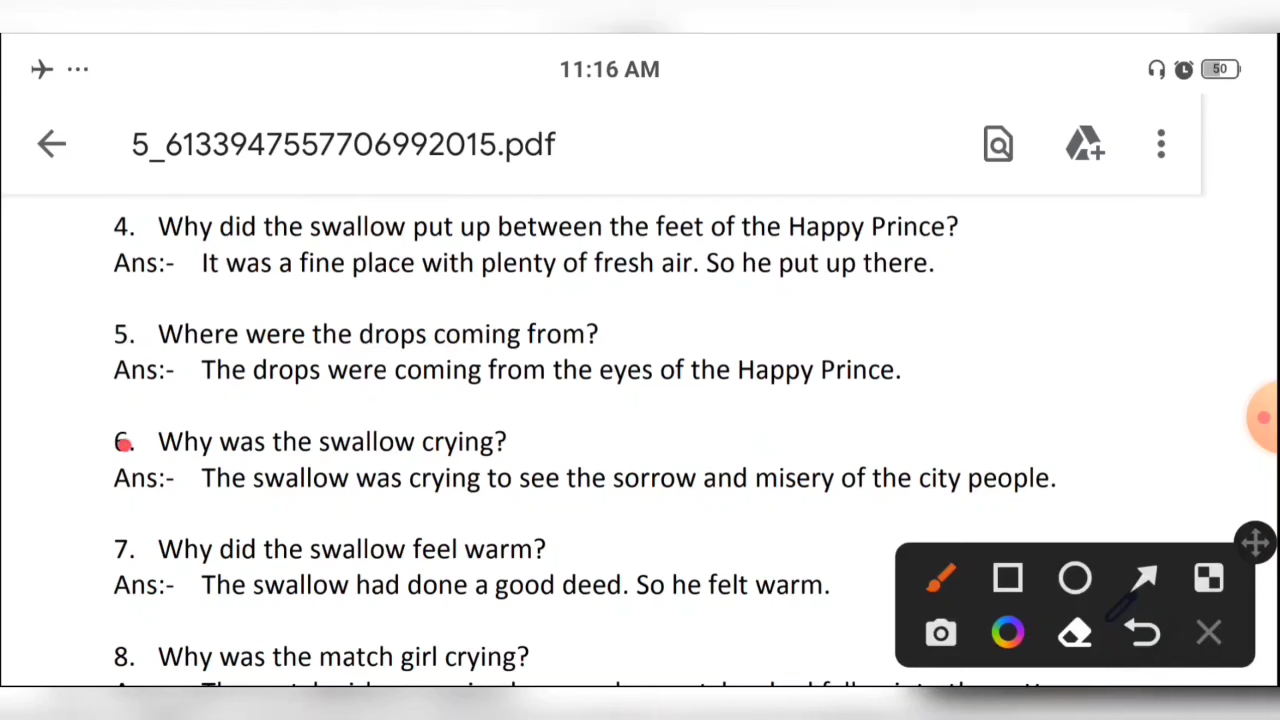 11:16 AM
50
5_6133947557706992015.pdf
4. Why did the swallow put up between the feet of the Happy Prince?
Ans:- It was a fine place with plenty of fresh air. So he put up there.
5. Where were the drops coming from?
Ans:- The drops were coming from the eyes of the Happy Prince.
6. Why was the swallow crying?
Ans:- The swallow was crying to see the sorrow and misery of the city people.
7. Why did the swallow feel warm?
Ans:- The swallow had done a good deed. So he felt warm.
8. Why was the match girl crying?